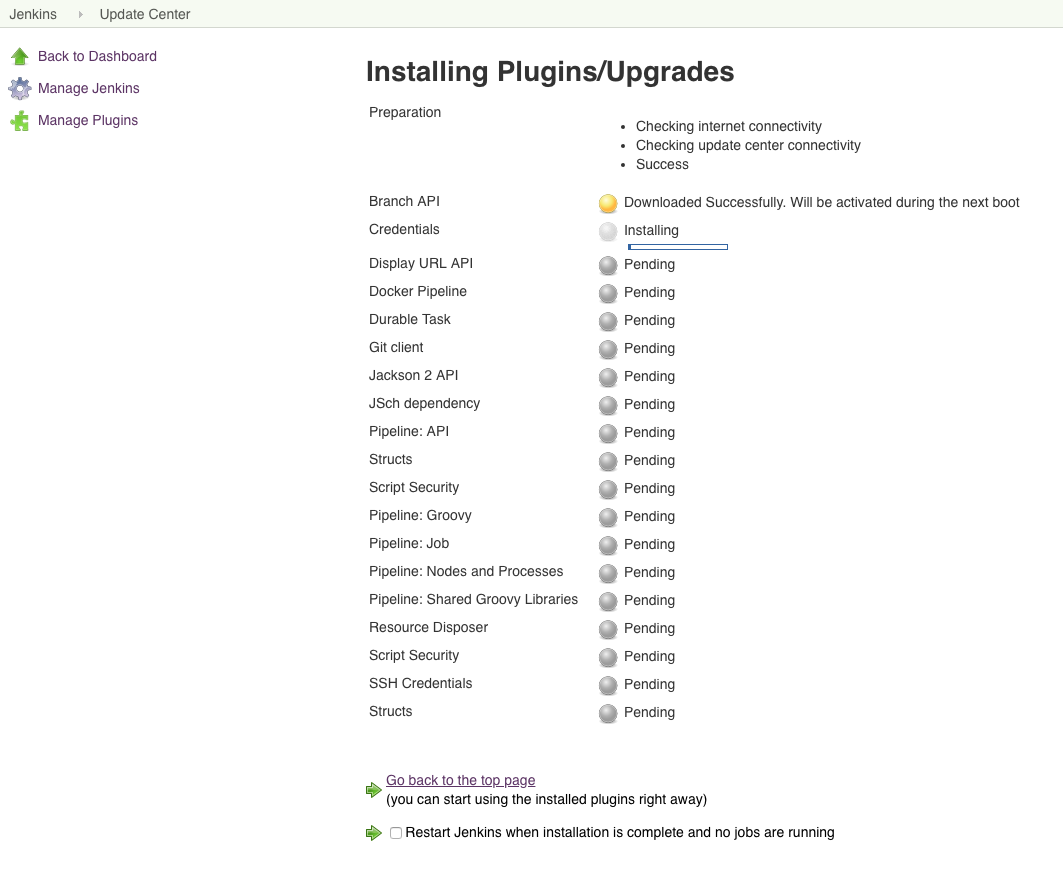 Jenkins Update Center
Back to Dashboard
Manage Jenkins
Manage Plugins
Installing Plugins/Upgrades
Preparation
Checking internet connectivity
Checking update center connectivity
Success
Branch API Downloaded Successfully. Will be activated during the next boot
Credentials Installing
Display URL API Pending
Docker Pipeline Pending
Durable Task Pending
Git client Pending
Jackson 2 API Pending
JSch dependency Pending
Pipeline: API Pending
Structs Pending
Script Security Pending
Pipeline: Groovy Pending
Pipeline: Job Pending
Pipeline: Nodes and Processes Pending
Pipeline: Shared Groovy Libraries Pending
Resource Disposer Pending
Script Security Pending
SSH Credentials Pending
Structs Pending
Go back to the top page
(you can start using the installed plugins right away)
Restart Jenkins when installation is complete and no jobs are running